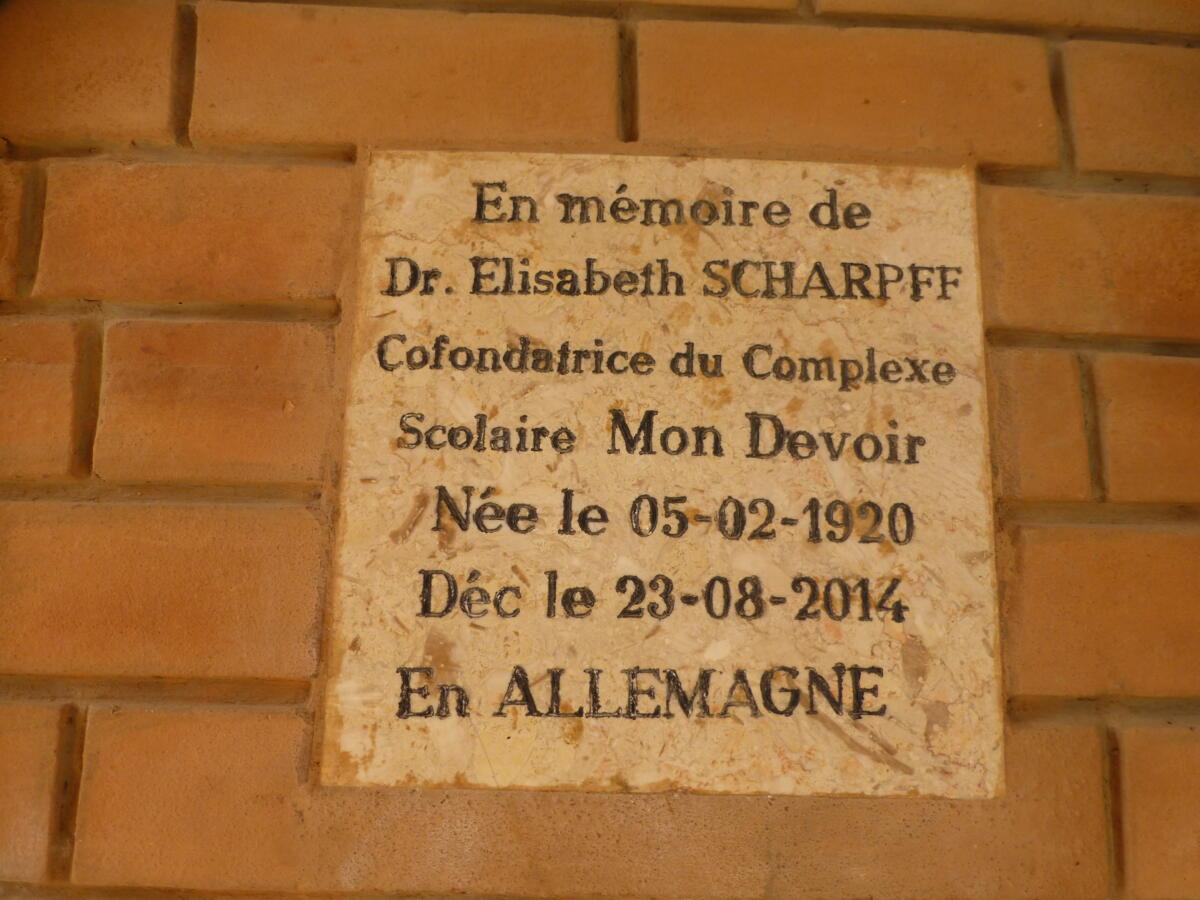 En mémoire de
Dr. Elisabeth SCHARPFF
Cofondatrice du Complexe
Scolaire Mon Devoir
Née le 05-02-1920
Déc le 23-08-2014
En ALLEMAGNE